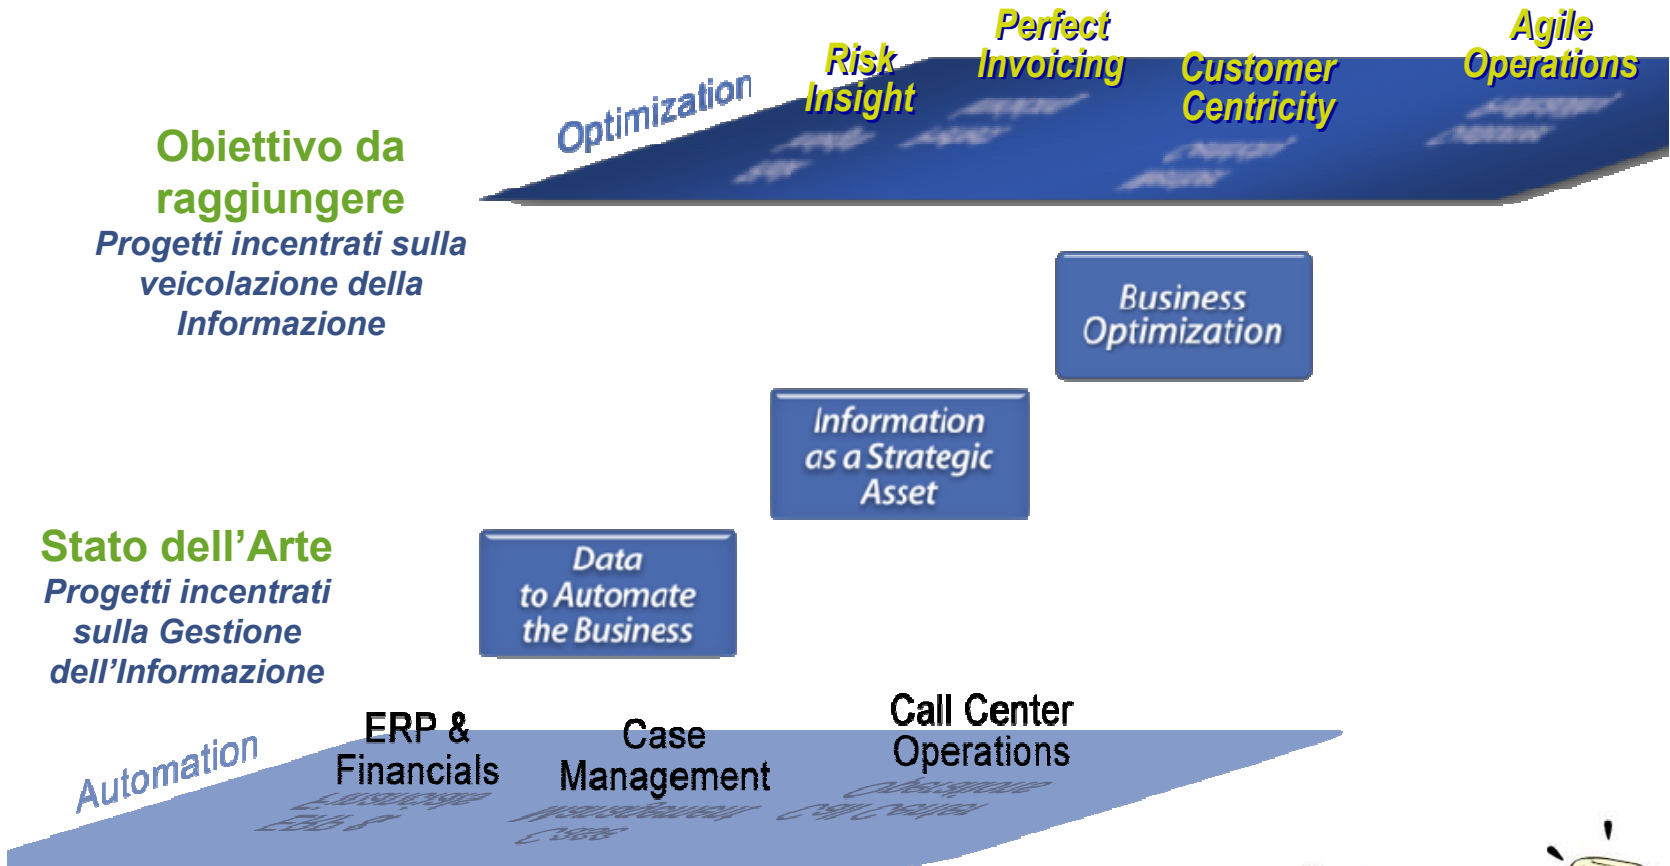 Optimization
Risk
Insight
Perfect
Invoicing
Customer
Centricity
Agile
Operations
Obiettivo da
raggiungere
Progetti incentrati sulla
veicolazione della
Informazione
Business
Optimization
Information
as a Strategic
Asset
Stato dell’Arte
Progetti incentrati
sulla Gestione
dell’Informazione
Data
to Automate
the Business
Automation
ERP &
Financials
Case
Management
Call Center
Operations